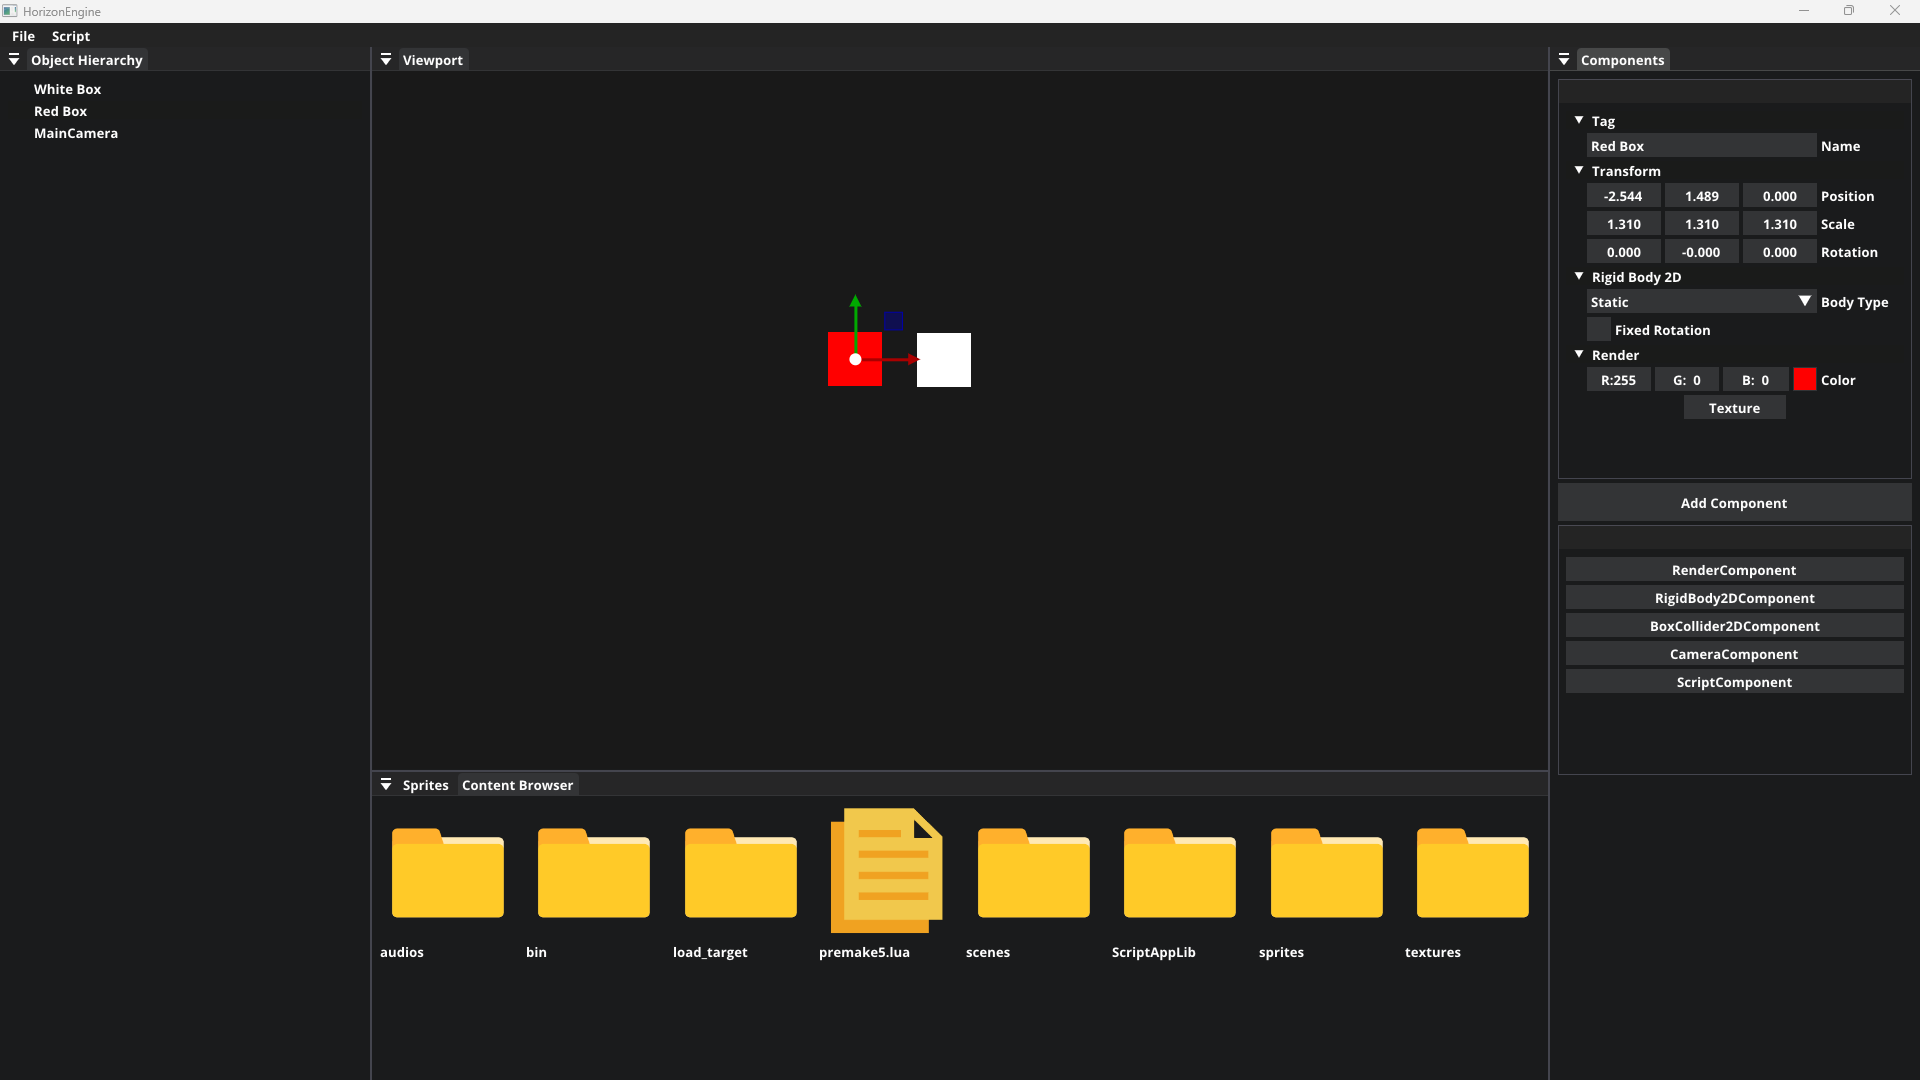 HorizonEngine
File Script
Object Hierarchy
White Box
Red Box
MainCamera
Viewport
Components
Tag
Red Box Name
Transform
-2.544 1.489 0.000 Position
1.310 1.310 1.310 Scale
0.000 -0.000 0.000 Rotation
Rigid Body 2D
Static Body Type
Fixed Rotation
Render
R:255 G: 0 B: 0 Color
Texture
Add Component
RenderComponent
RigidBody2DComponent
BoxCollider2DComponent
CameraComponent
ScriptComponent
Sprites Content Browser
audios bin load_target premake5.lua scenes ScriptAppLib sprites textures